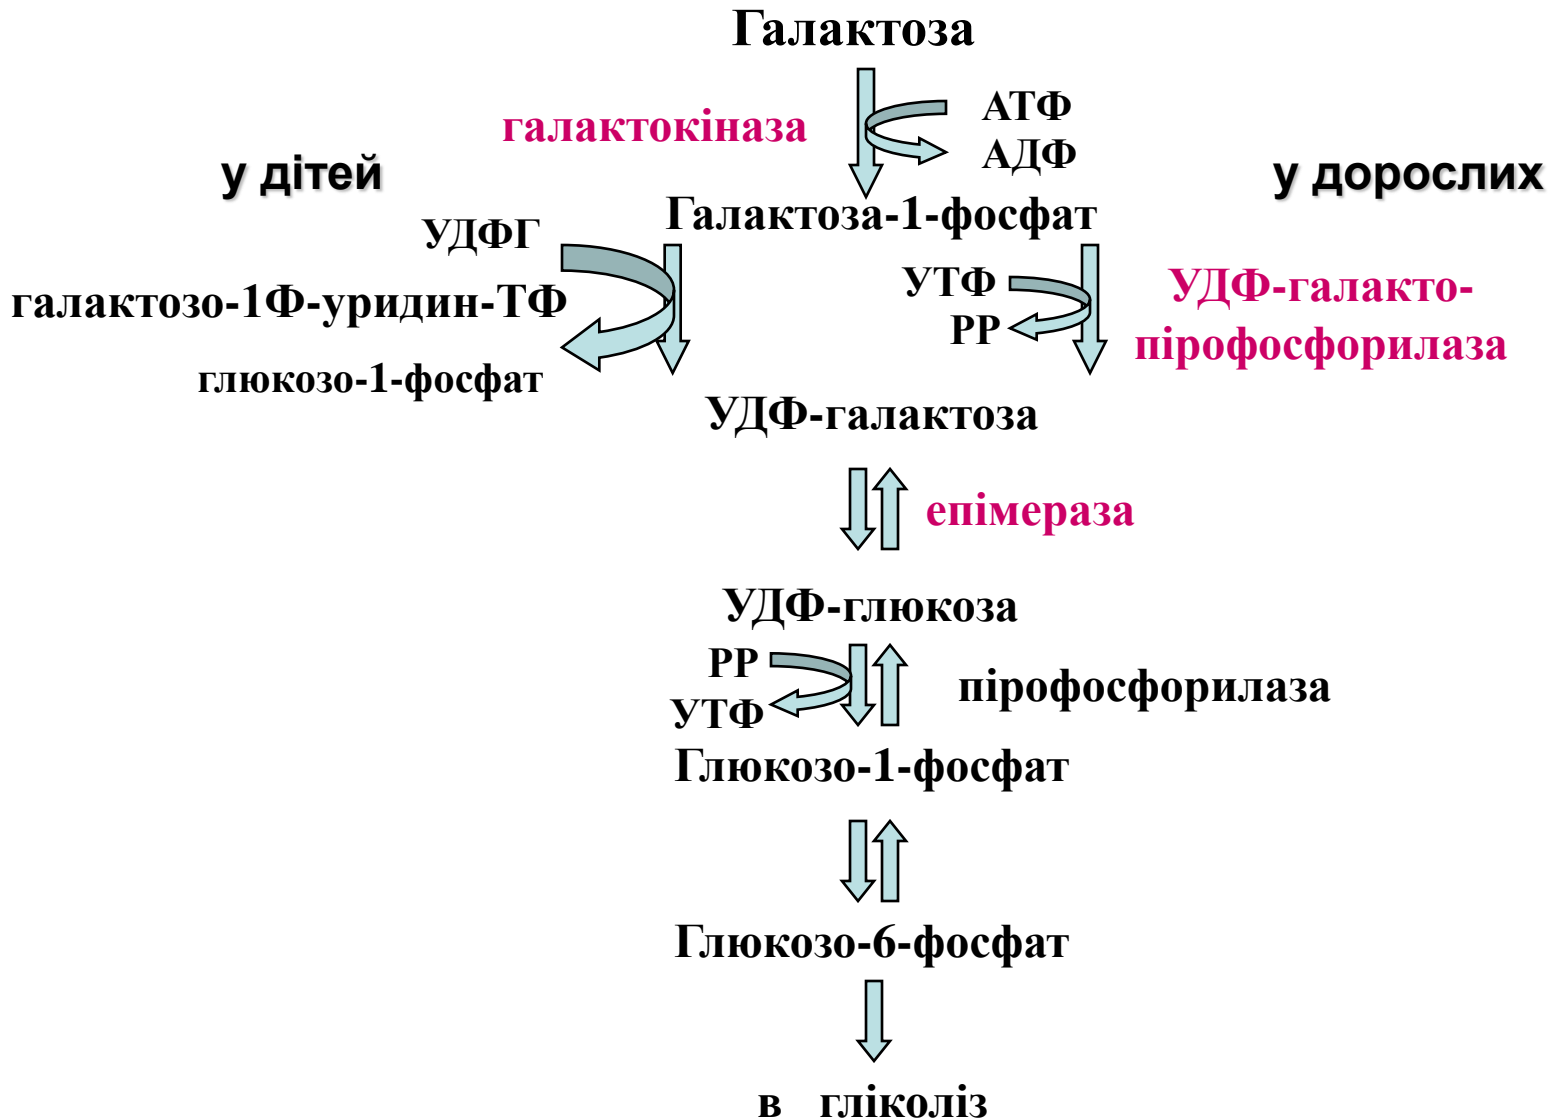 Галактоза
галактокіназа
АТФ
АДФ
у дітей
у дорослих
Галактоза-1-фосфат
УДФГ
галактозо-1Ф-уридин-ТФ
глюкозо-1-фосфат
УТФ
РР
УДФ-галакто-
пірофосфорилаза
УДФ-галактоза
епімераза
УДФ-глюкоза
РР
УТФ
пірофосфорилаза
Глюкозо-1-фосфат
Глюкозо-6-фосфат
в гліколіз